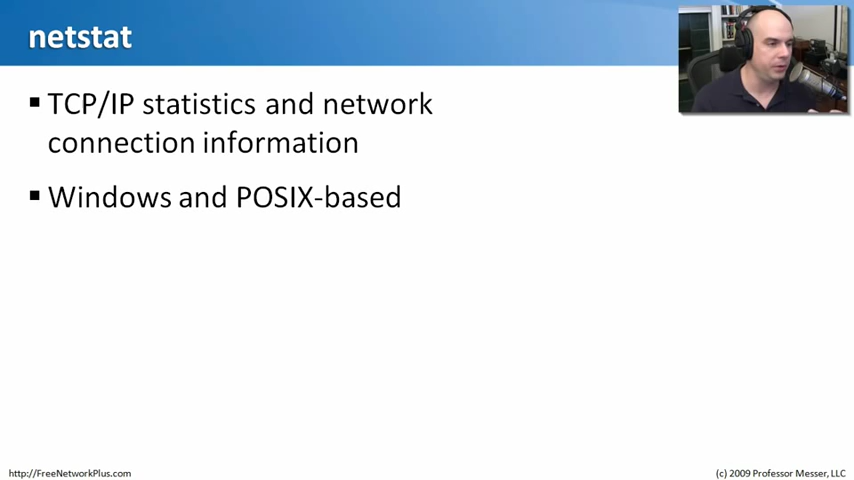 netstat
▪ TCP/IP statistics and network
connection information
▪ Windows and POSIX-based
http://FreeNetworkPlus.com
(c) 2009 Professor Messer, LLC